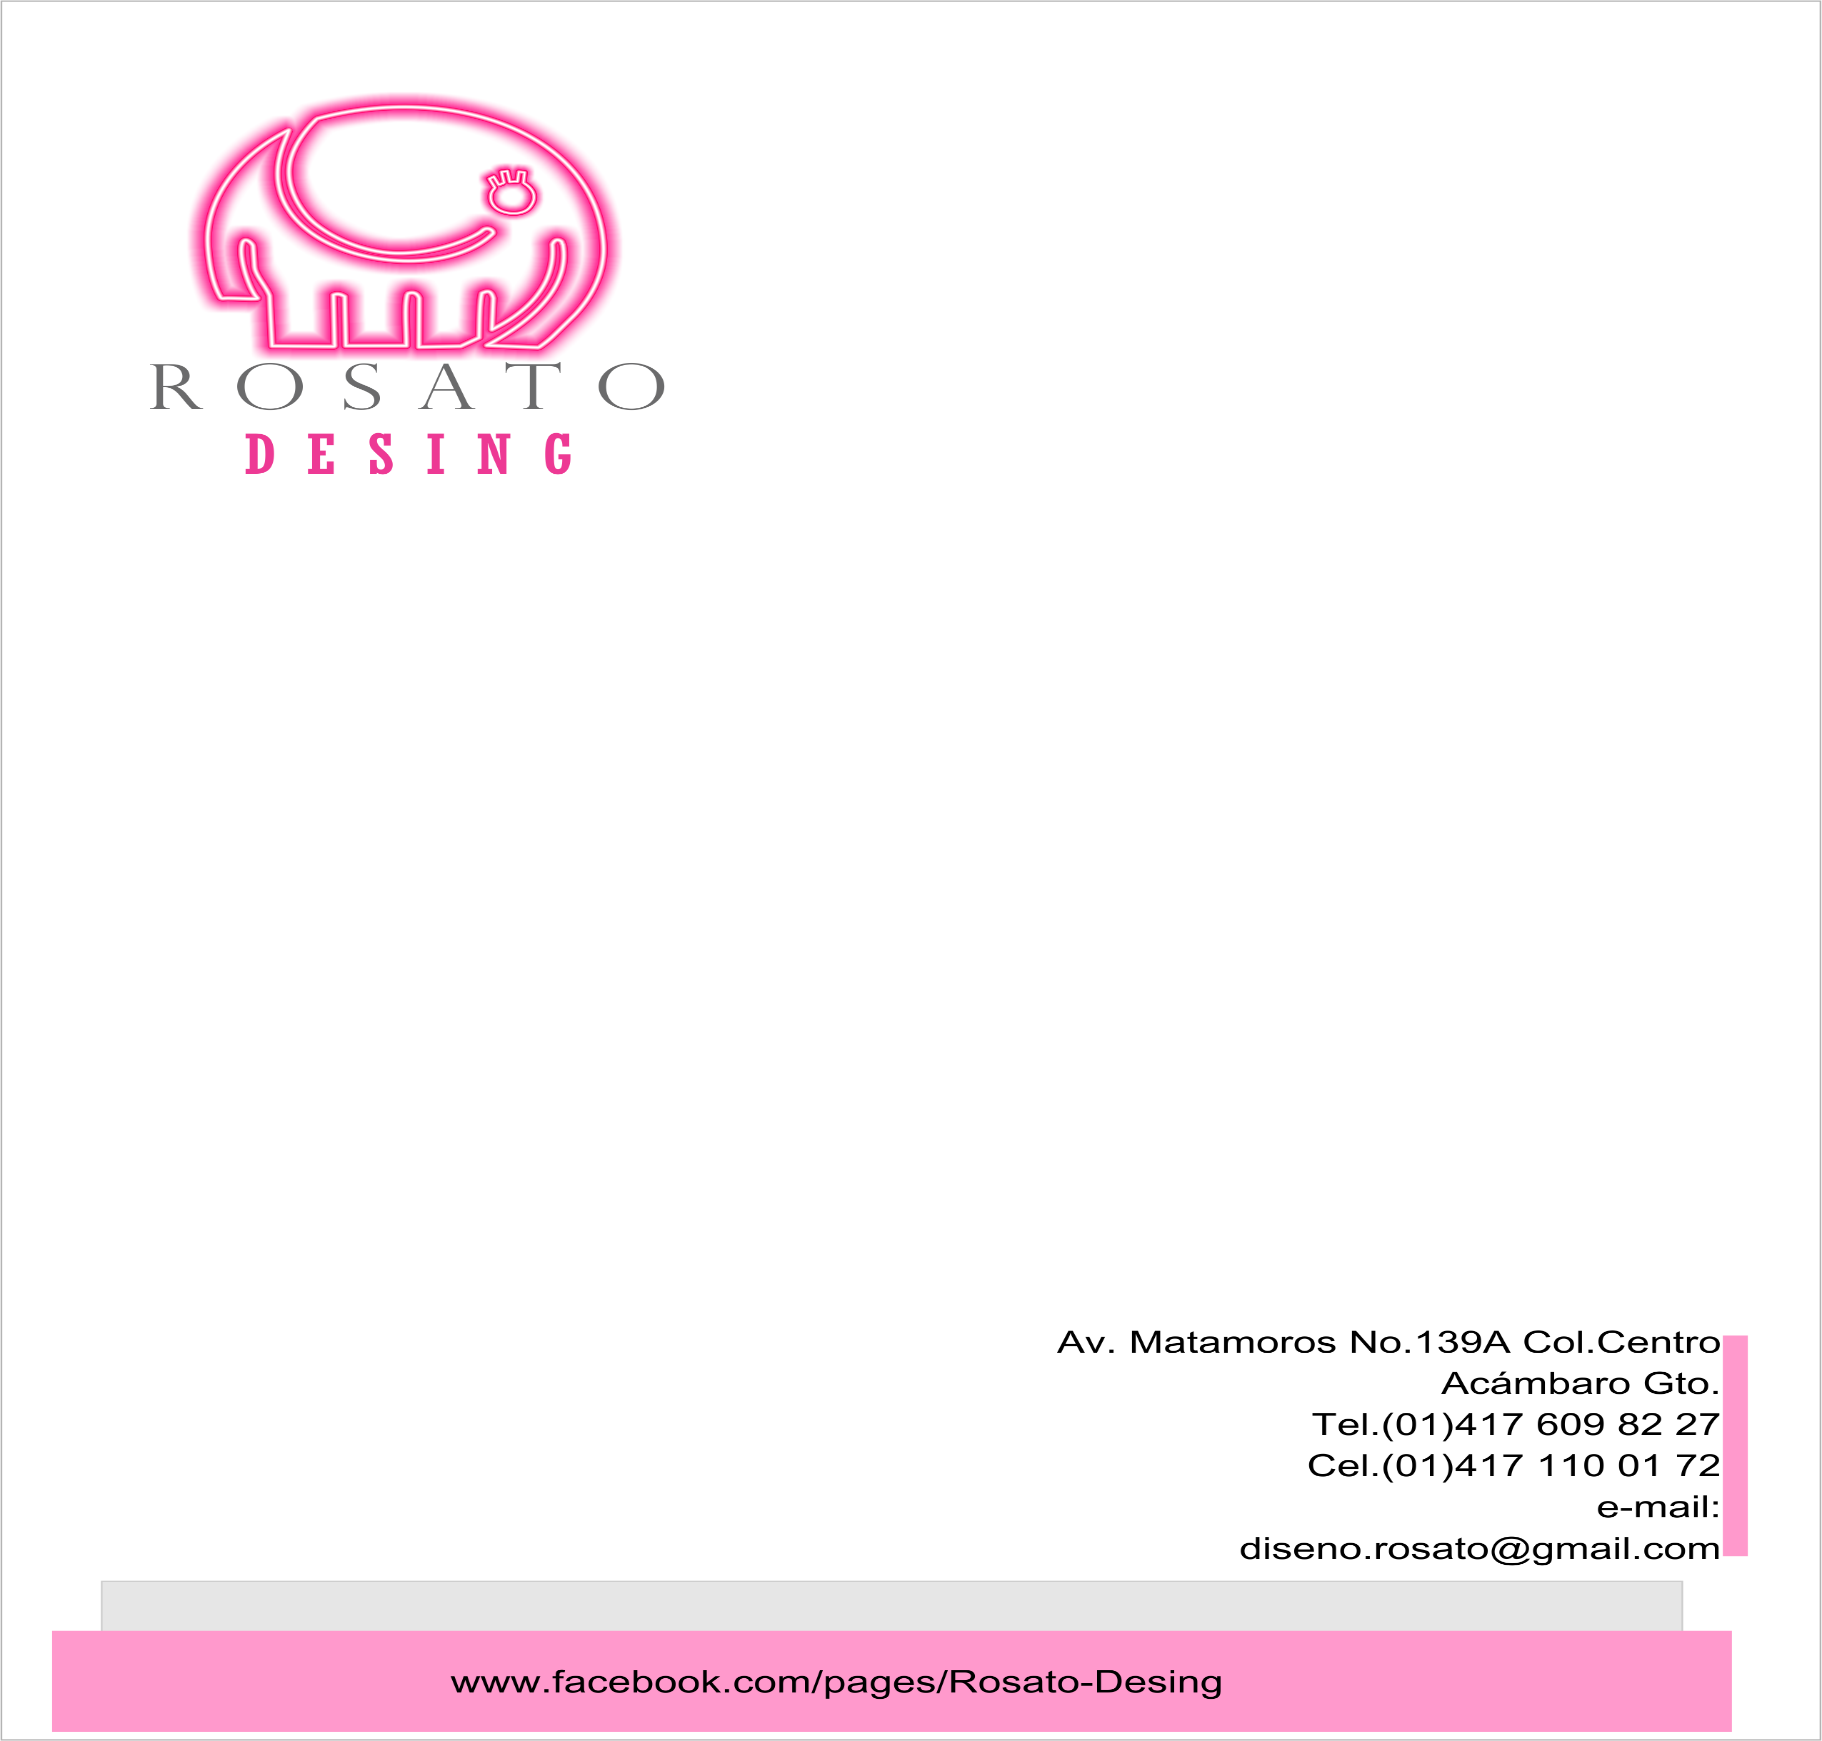 ROSATO
DESING
Av. Matamoros No.139A Col.Centro
Acámbaro Gto.
Tel.(01)417 609 82 27
Cel.(01)417 110 01 72
e-mail:
diseno.rosato@gmail.com
www.facebook.com/pages/Rosato-Desing